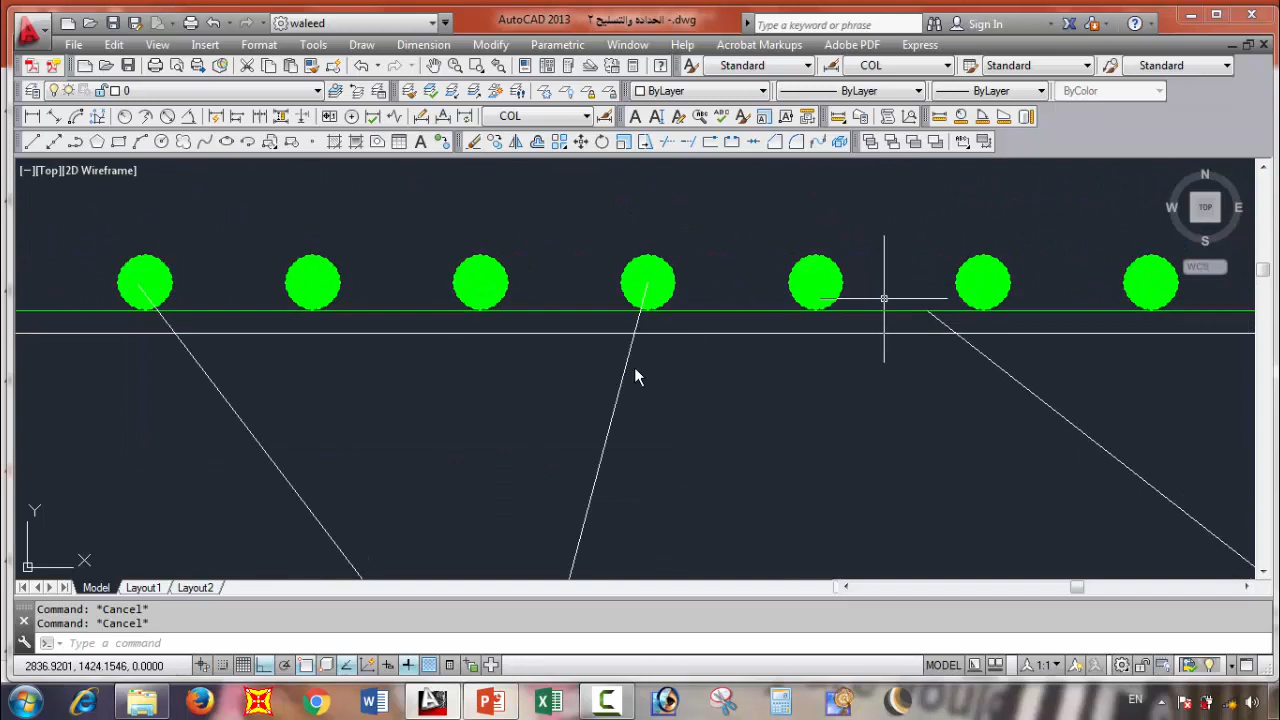 waleed
AutoCAD 2013
الحداده والتسليح ٢ -.dwg
Type a keyword or phrase
Sign In
File Edit View Insert Format Tools Draw Dimension Modify Parametric Window Help Acrobat Markups Adobe PDF Express
Standard COL Standard Standard
0 ByLayer ByLayer ByLayer ByColor
COL
[−][Top][2D Wireframe]
N
W TOP E
S
WCS
Y
X
Model Layout1 Layout2
Command: *Cancel*
Command: *Cancel*
Type a command
2836.9201, 1424.1546, 0.0000 MODEL 1:1
EN